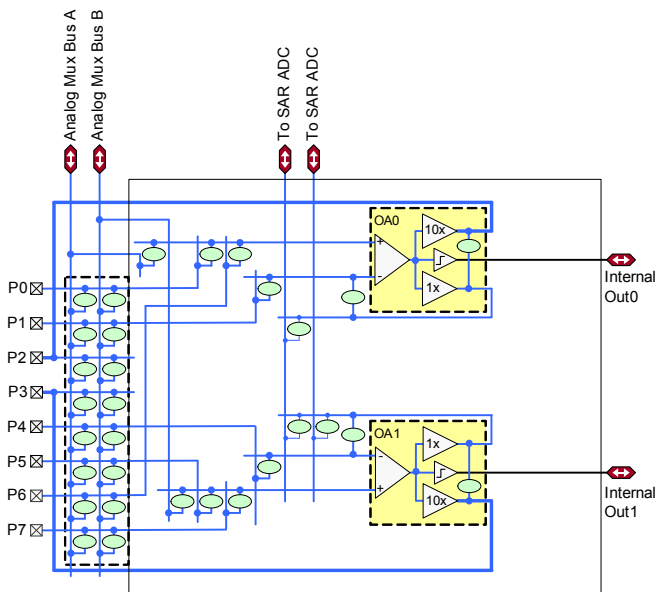 Analog Mux Bus A
Analog Mux Bus B
To SAR ADC
To SAR ADC
OA0
10x
+
-
1x
Internal
Out0
P0
P1
P2
P3
P4
P5
P6
P7
OA1
1x
-
+
10x
Internal
Out1